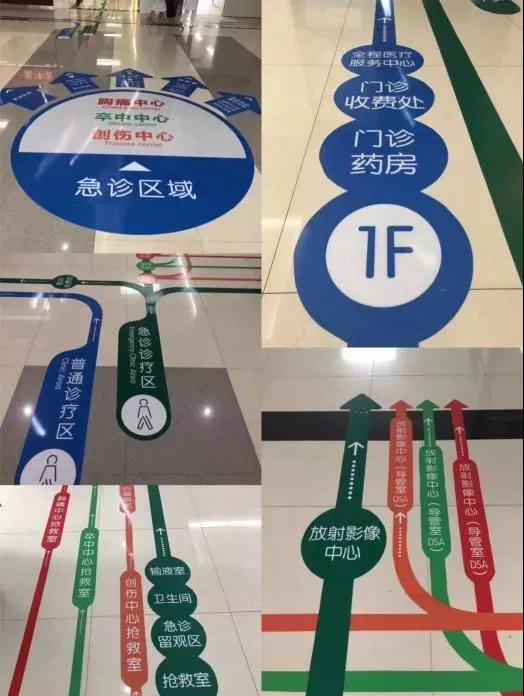 胸痛中心
Chest pain center
卒中中心
Stroke center
创伤中心
Trauma center
急诊区域
全程医疗
服务中心
门诊
收费处
门诊
药房
1F
普通诊疗区
Clinic Area
急诊诊疗区
Emergency Clinic Area
放射影像
中心
放射影像中心(导管室DSA)
放射影像中心(导管室DSA)
放射影像中心(导管室DSA)
胸痛中心抢救室
卒中中心抢救室
创伤中心抢救室
输液室
卫生间
急诊
留观区
抢救室